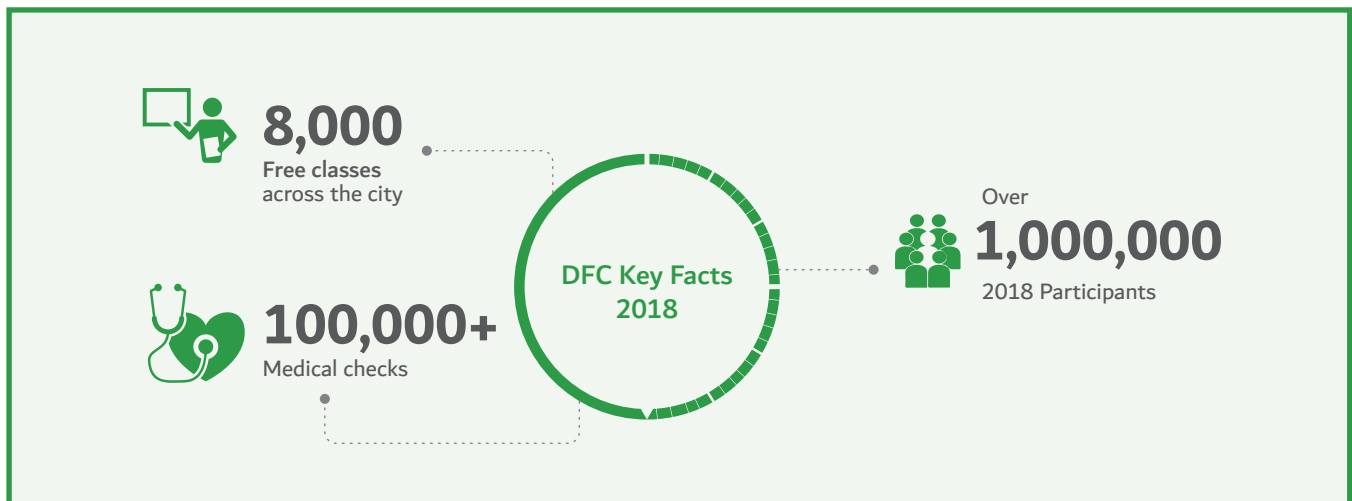 8,000
Free classes
across the city
100,000+
Medical checks
DFC Key Facts
2018
Over
1,000,000
2018 Participants